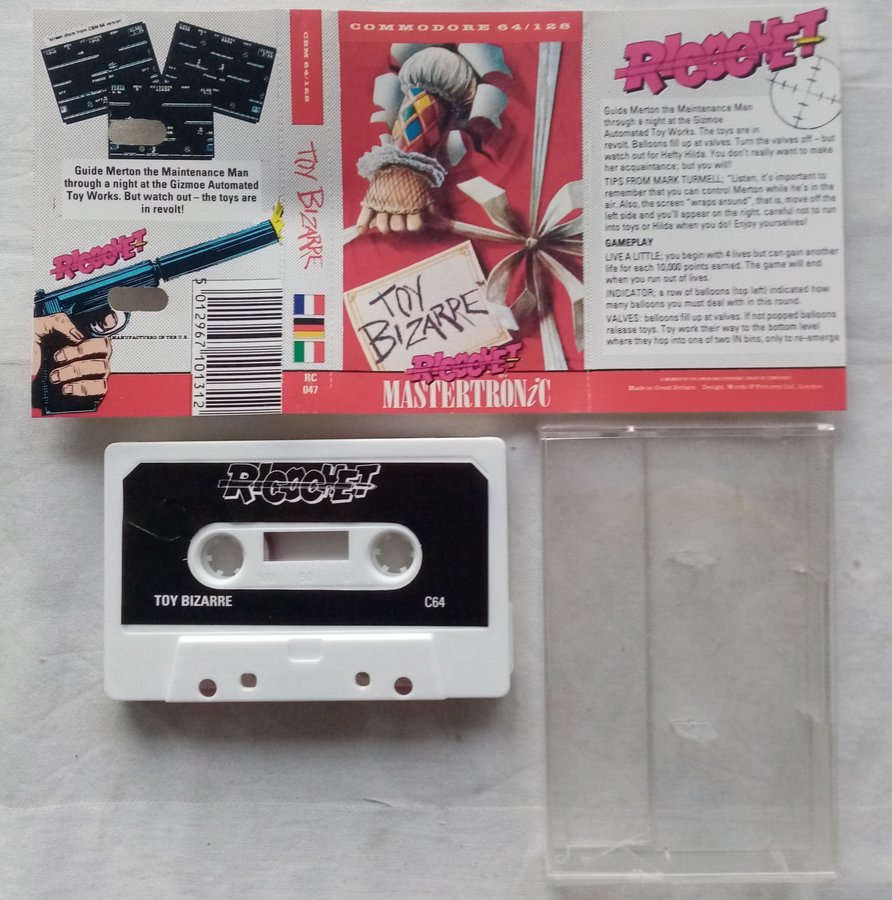 *screen shots from CBM 64 version
Guide Merton the Maintenance Man
through a night at the Gizmoe Automated
Toy Works. But watch out – the toys are
in revolt!
RICOCHET
MANUFACTURED IN THE U.K.
5 012967 401312
CBM 64/128
TOY BIZARRE
RC
047
COMMODORE 64/128
TOY
BIZARRE™
RICOCHET
MASTERTRONiC
RICOCHET
Guide Merton the Maintenance Man
through a night at the Gizmoe
Automated Toy Works. The toys are in
revolt. Balloons fill up at valves. Turn the valves off – but
watch out for Hefty Hilda. You don't really want to make
her acquaintance; but you will!
TIPS FROM MARK TURMELL: "Listen, it's important to
remember that you can control Merton while he's in the
air. Also, the screen "wraps around", that is, move off the
left side and you'll appear on the right. careful not to run
into toys or Hilda when you do! Enjoy yourselves!
GAMEPLAY
LIVE A LITTLE; you begin with 4 lives but can gain another
life for each 10,000 points earned. The game will end
when you run out of lives.
INDICATOR; a row of balloons (top left) indicated how
many balloons you must deal with in this round.
VALVES: balloons fill up at valves. If not popped balloons
release toys. Toy work their way to the bottom level
where they hop into one of two IN bins, only to re-emerge
Made in Great Britain Design. Words & Pictures Ltd. London
RICOCHET
TOY BIZARRE
C64